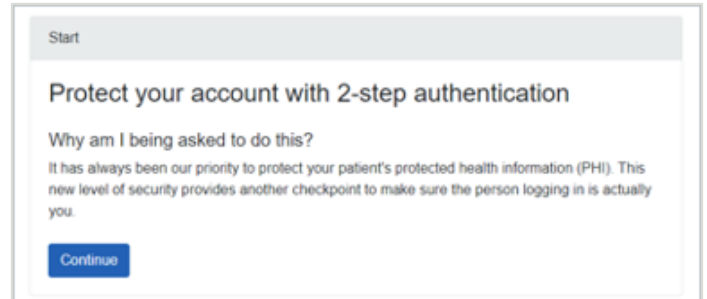 Start
Protect your account with 2-step authentication
Why am I being asked to do this?
It has always been our priority to protect your patient's protected health information (PHI). This
new level of security provides another checkpoint to make sure the person logging in is actually
you.
Continue